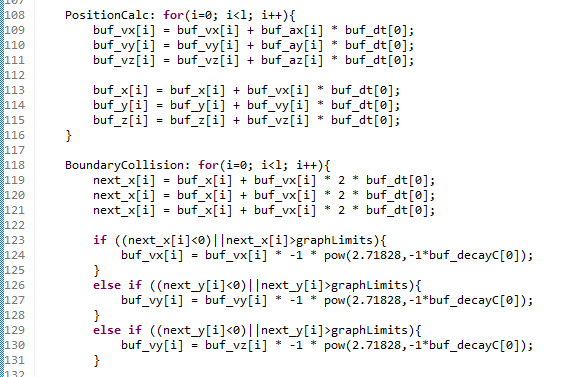 108 PositionCalc: for(i=0; i<l; i++){
109 buf_vx[i] = buf_vx[i] + buf_ax[i] * buf_dt[0];
110 buf_vy[i] = buf_vy[i] + buf_ay[i] * buf_dt[0];
111 buf_vz[i] = buf_vz[i] + buf_az[i] * buf_dt[0];
112
113 buf_x[i] = buf_x[i] + buf_vx[i] * buf_dt[0];
114 buf_y[i] = buf_y[i] + buf_vy[i] * buf_dt[0];
115 buf_z[i] = buf_z[i] + buf_vz[i] * buf_dt[0];
116 }
117
118 BoundaryCollision: for(i=0; i<l; i++){
119 next_x[i] = buf_x[i] + buf_vx[i] * 2 * buf_dt[0];
120 next_x[i] = buf_x[i] + buf_vx[i] * 2 * buf_dt[0];
121 next_x[i] = buf_x[i] + buf_vx[i] * 2 * buf_dt[0];
122
123 if ((next_x[i]<0)||next_x[i]>graphLimits){
124 buf_vx[i] = buf_vx[i] * -1 * pow(2.71828,-1*buf_decayC[0]);
125 }
126 else if ((next_y[i]<0)||next_y[i]>graphLimits){
127 buf_vy[i] = buf_vy[i] * -1 * pow(2.71828,-1*buf_decayC[0]);
128 }
129 else if ((next_y[i]<0)||next_y[i]>graphLimits){
130 buf_vy[i] = buf_vz[i] * -1 * pow(2.71828,-1*buf_decayC[0]);
131 }